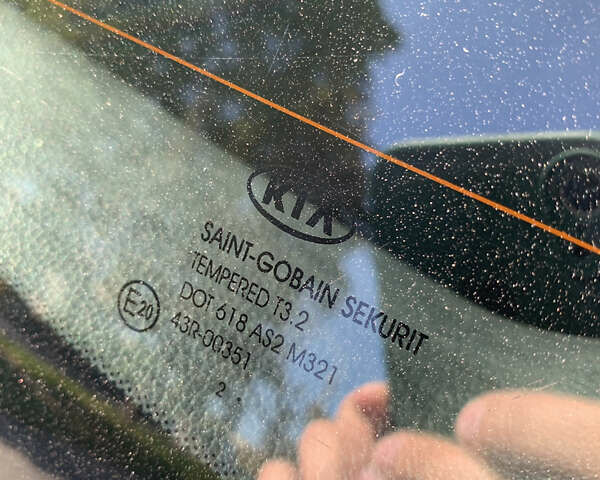 KIA
SAINT-GOBAIN SEKURIT
TEMPERED T3.2
DOT 618 AS2 M321
E20
43R-00351
2 .